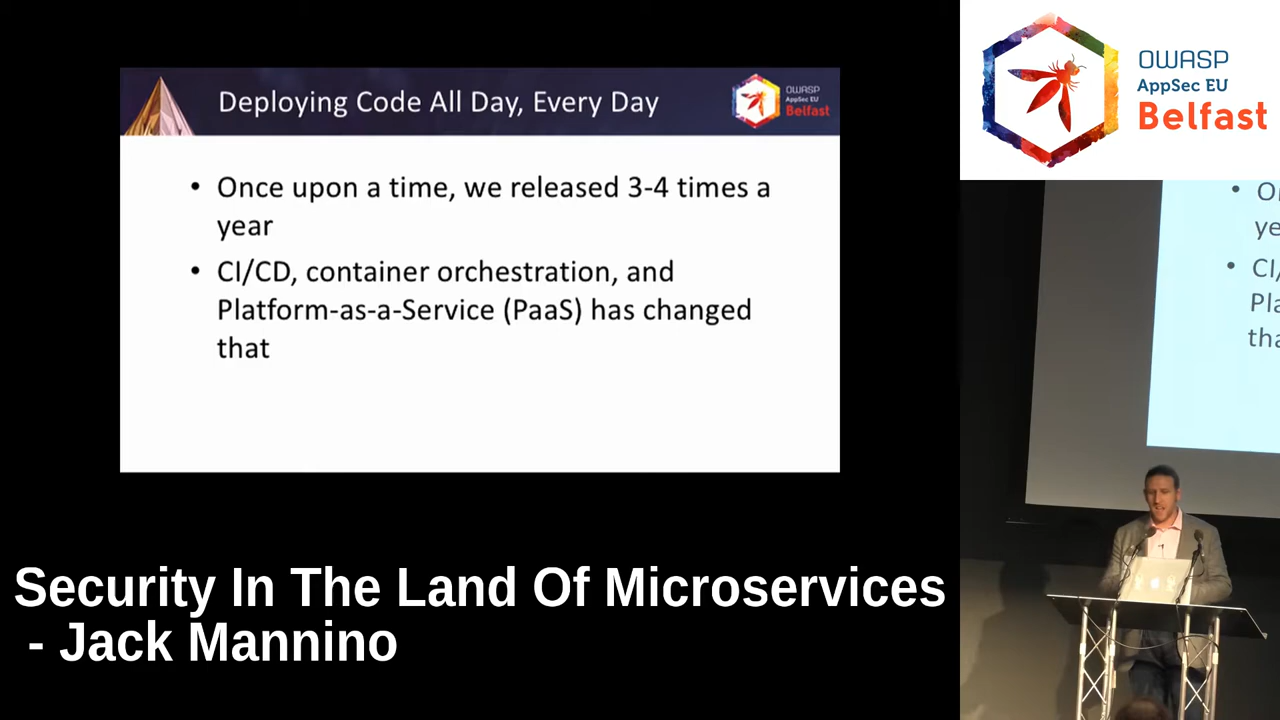 Deploying Code All Day, Every Day
OWASP
AppSec EU
Belfast
• Once upon a time, we released 3-4 times a
year
• CI/CD, container orchestration, and
Platform-as-a-Service (PaaS) has changed
that
Security In The Land Of Microservices
- Jack Mannino
OWASP
AppSec EU
Belfast